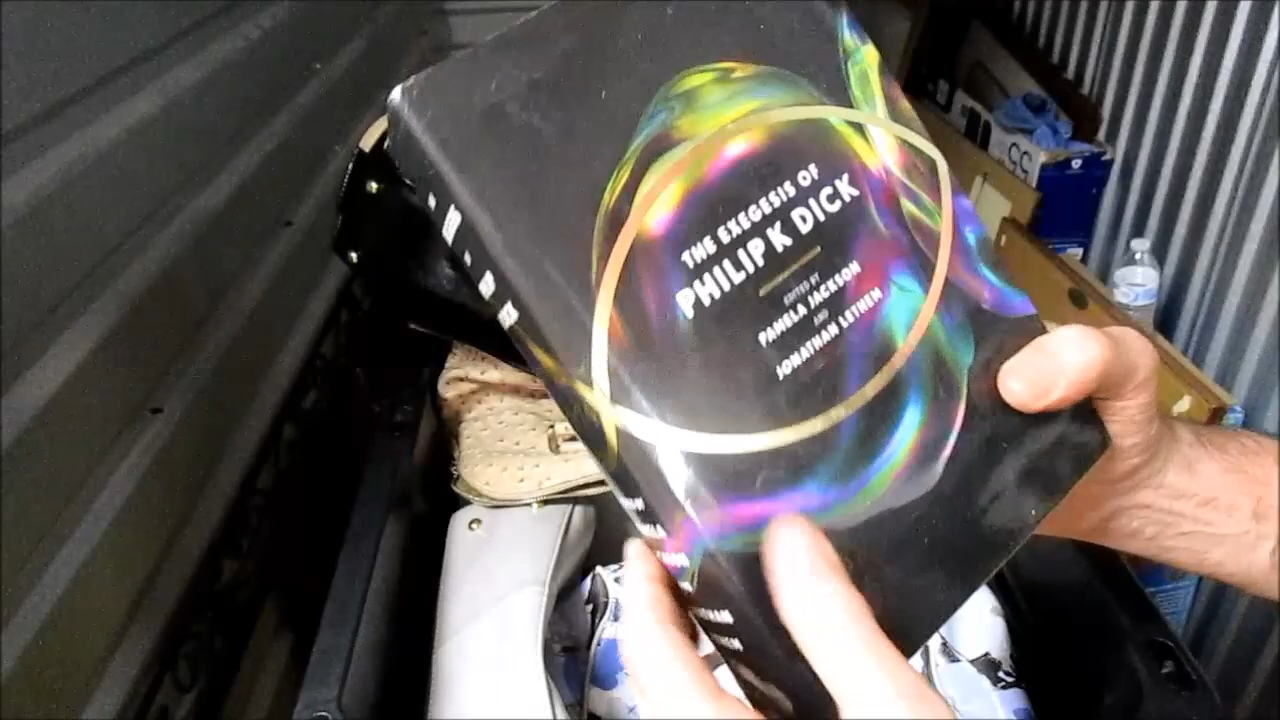 THE EXEGESIS OF
PHILIP K DICK
EDITED BY
PAMELA JACKSON
AND
JONATHAN LETHEM